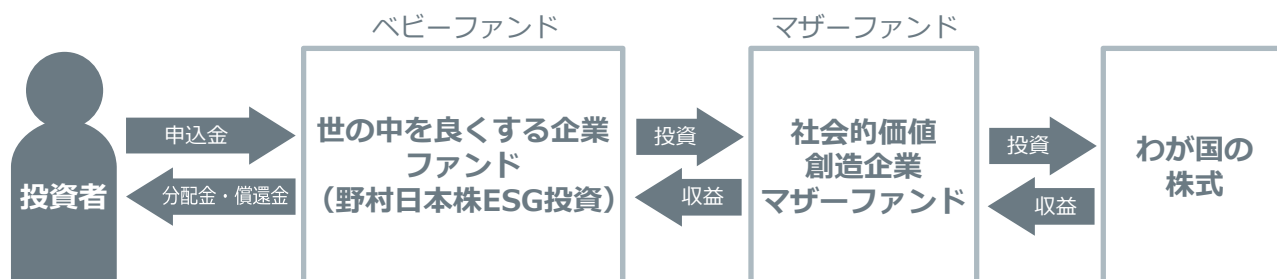 ベビーファンド
マザーファンド
投資者
申込金
分配金・償還金
世の中を良くする企業
ファンド
（野村日本株ESG投資）
投資
収益
社会的価値
創造企業
マザーファンド
投資
収益
わが国の
株式